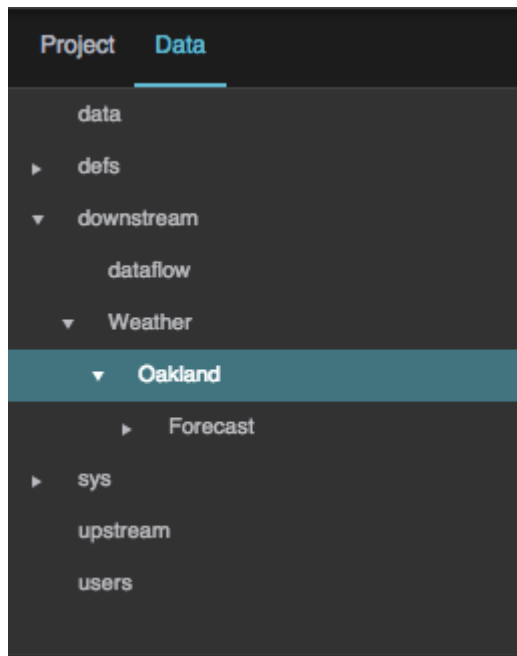 Project Data
data
defs
downstream
dataflow
Weather
Oakland
Forecast
sys
upstream
users